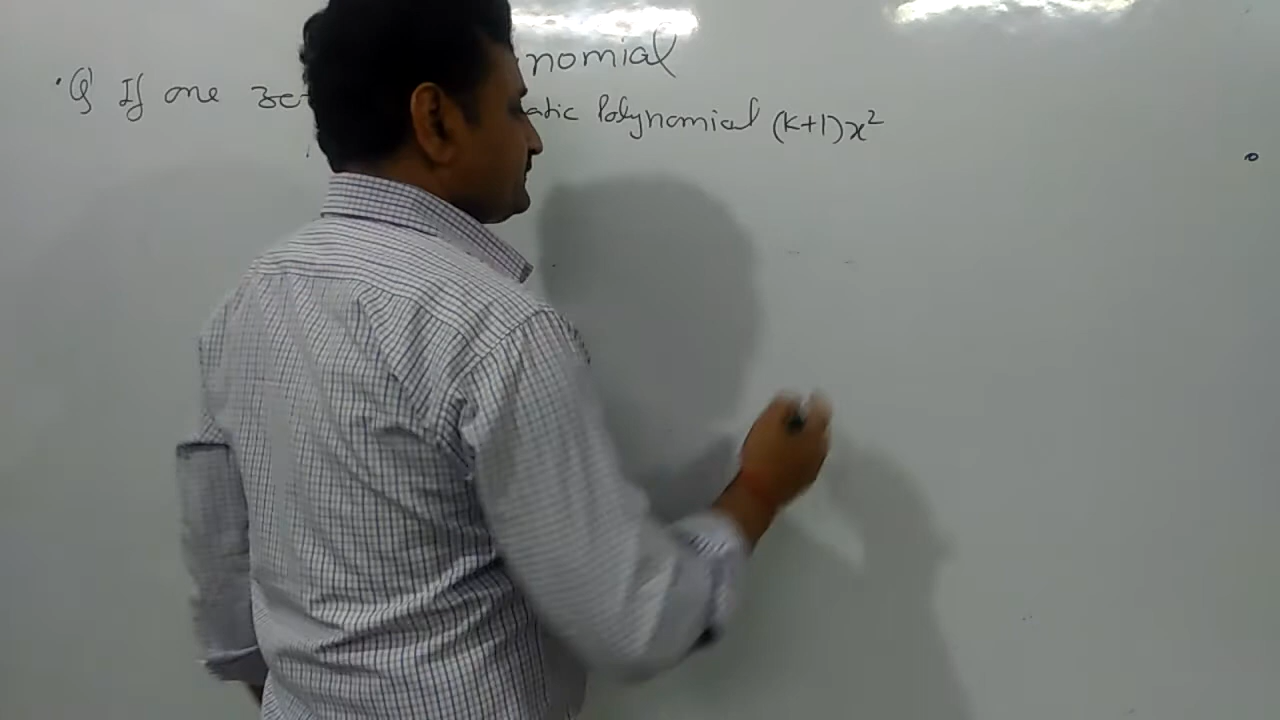 nomial
Q If one ze
atic Polynomial (k+1)x²